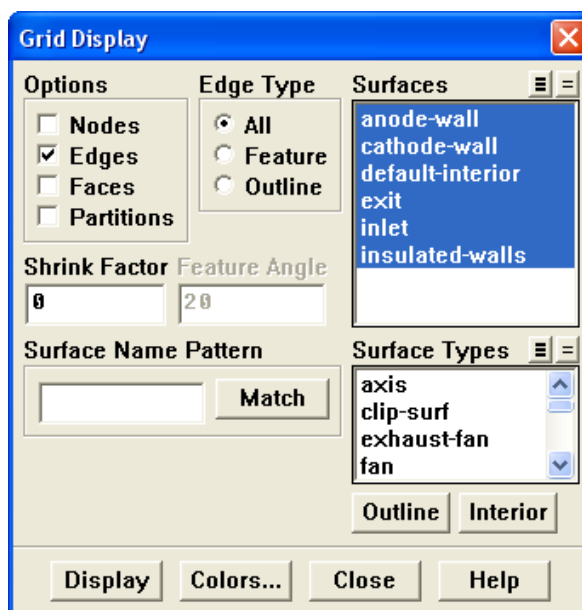 Grid Display
Options
Nodes
Edges
Faces
Partitions
Edge Type
All
Feature
Outline
Surfaces
anode-wall
cathode-wall
default-interior
exit
inlet
insulated-walls
Shrink Factor
0
Feature Angle
20
Surface Name Pattern
Match
Surface Types
axis
clip-surf
exhaust-fan
fan
Outline
Interior
Display
Colors...
Close
Help